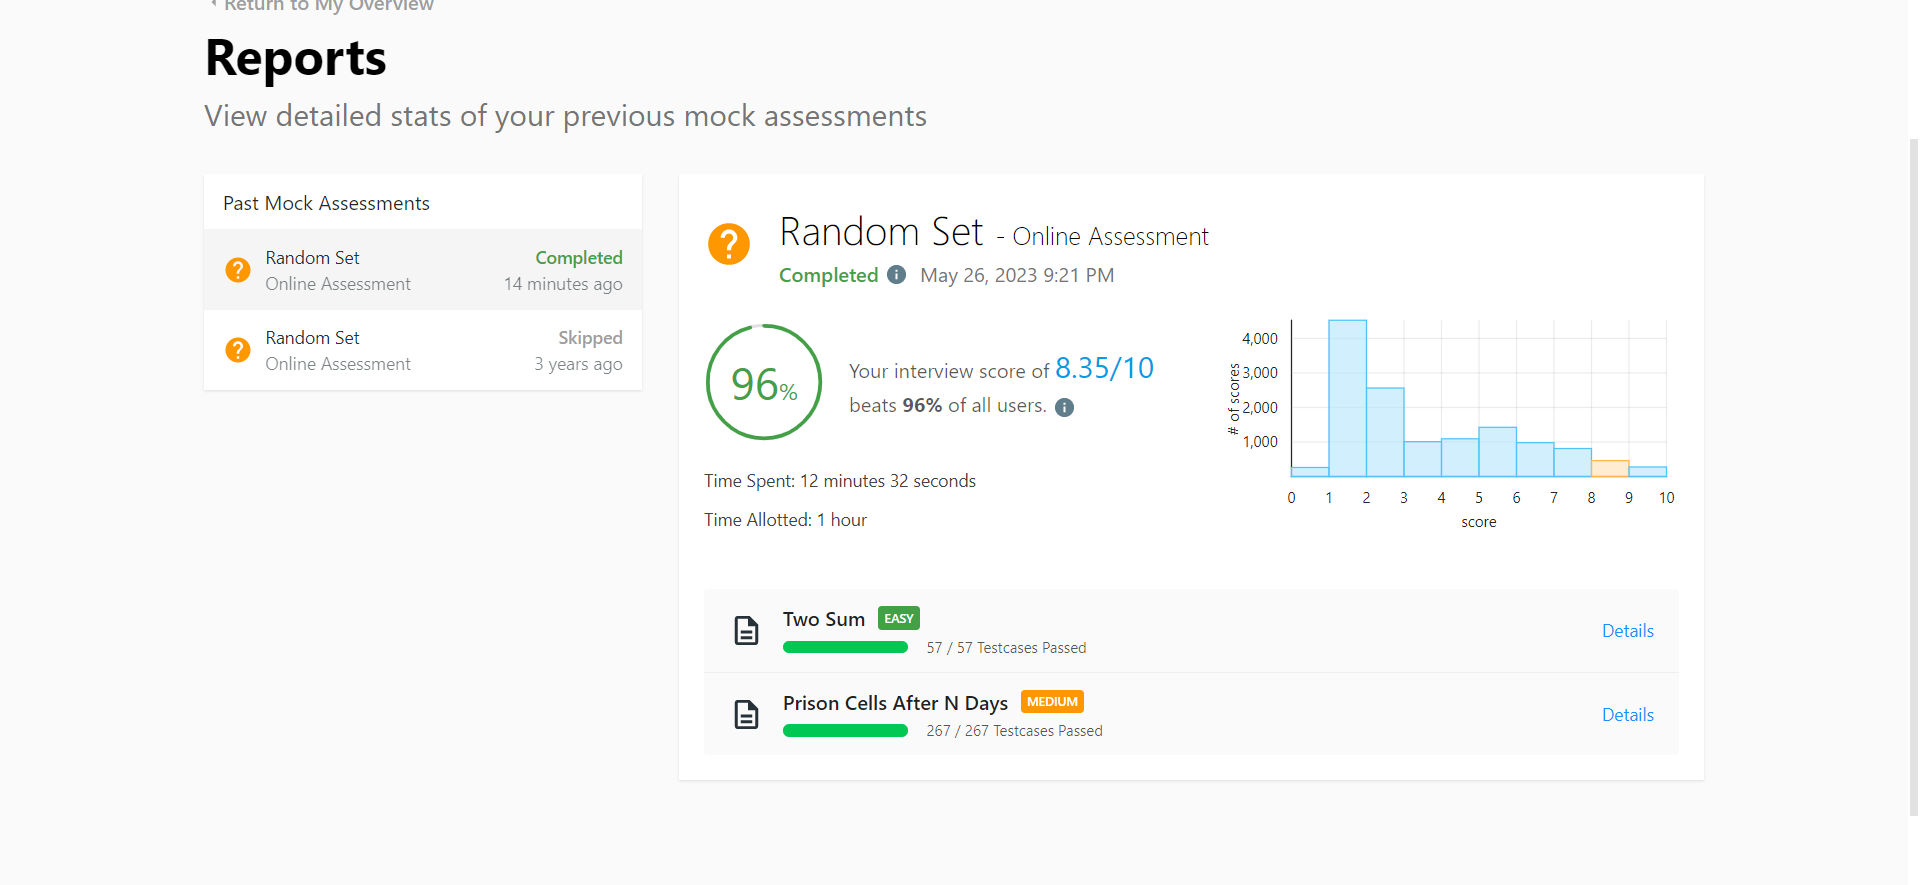 Return to My Overview
Reports
View detailed stats of your previous mock assessments
Past Mock Assessments
Random Set Completed
Online Assessment 14 minutes ago
Random Set Skipped
Online Assessment 3 years ago
Random Set - Online Assessment
Completed May 26, 2023 9:21 PM
96%
Your interview score of 8.35/10
beats 96% of all users.
Time Spent: 12 minutes 32 seconds
Time Allotted: 1 hour
# of scores
4,000
3,000
2,000
1,000
0 1 2 3 4 5 6 7 8 9 10
score
Two Sum EASY
57 / 57 Testcases Passed
Details
Prison Cells After N Days MEDIUM
267 / 267 Testcases Passed
Details